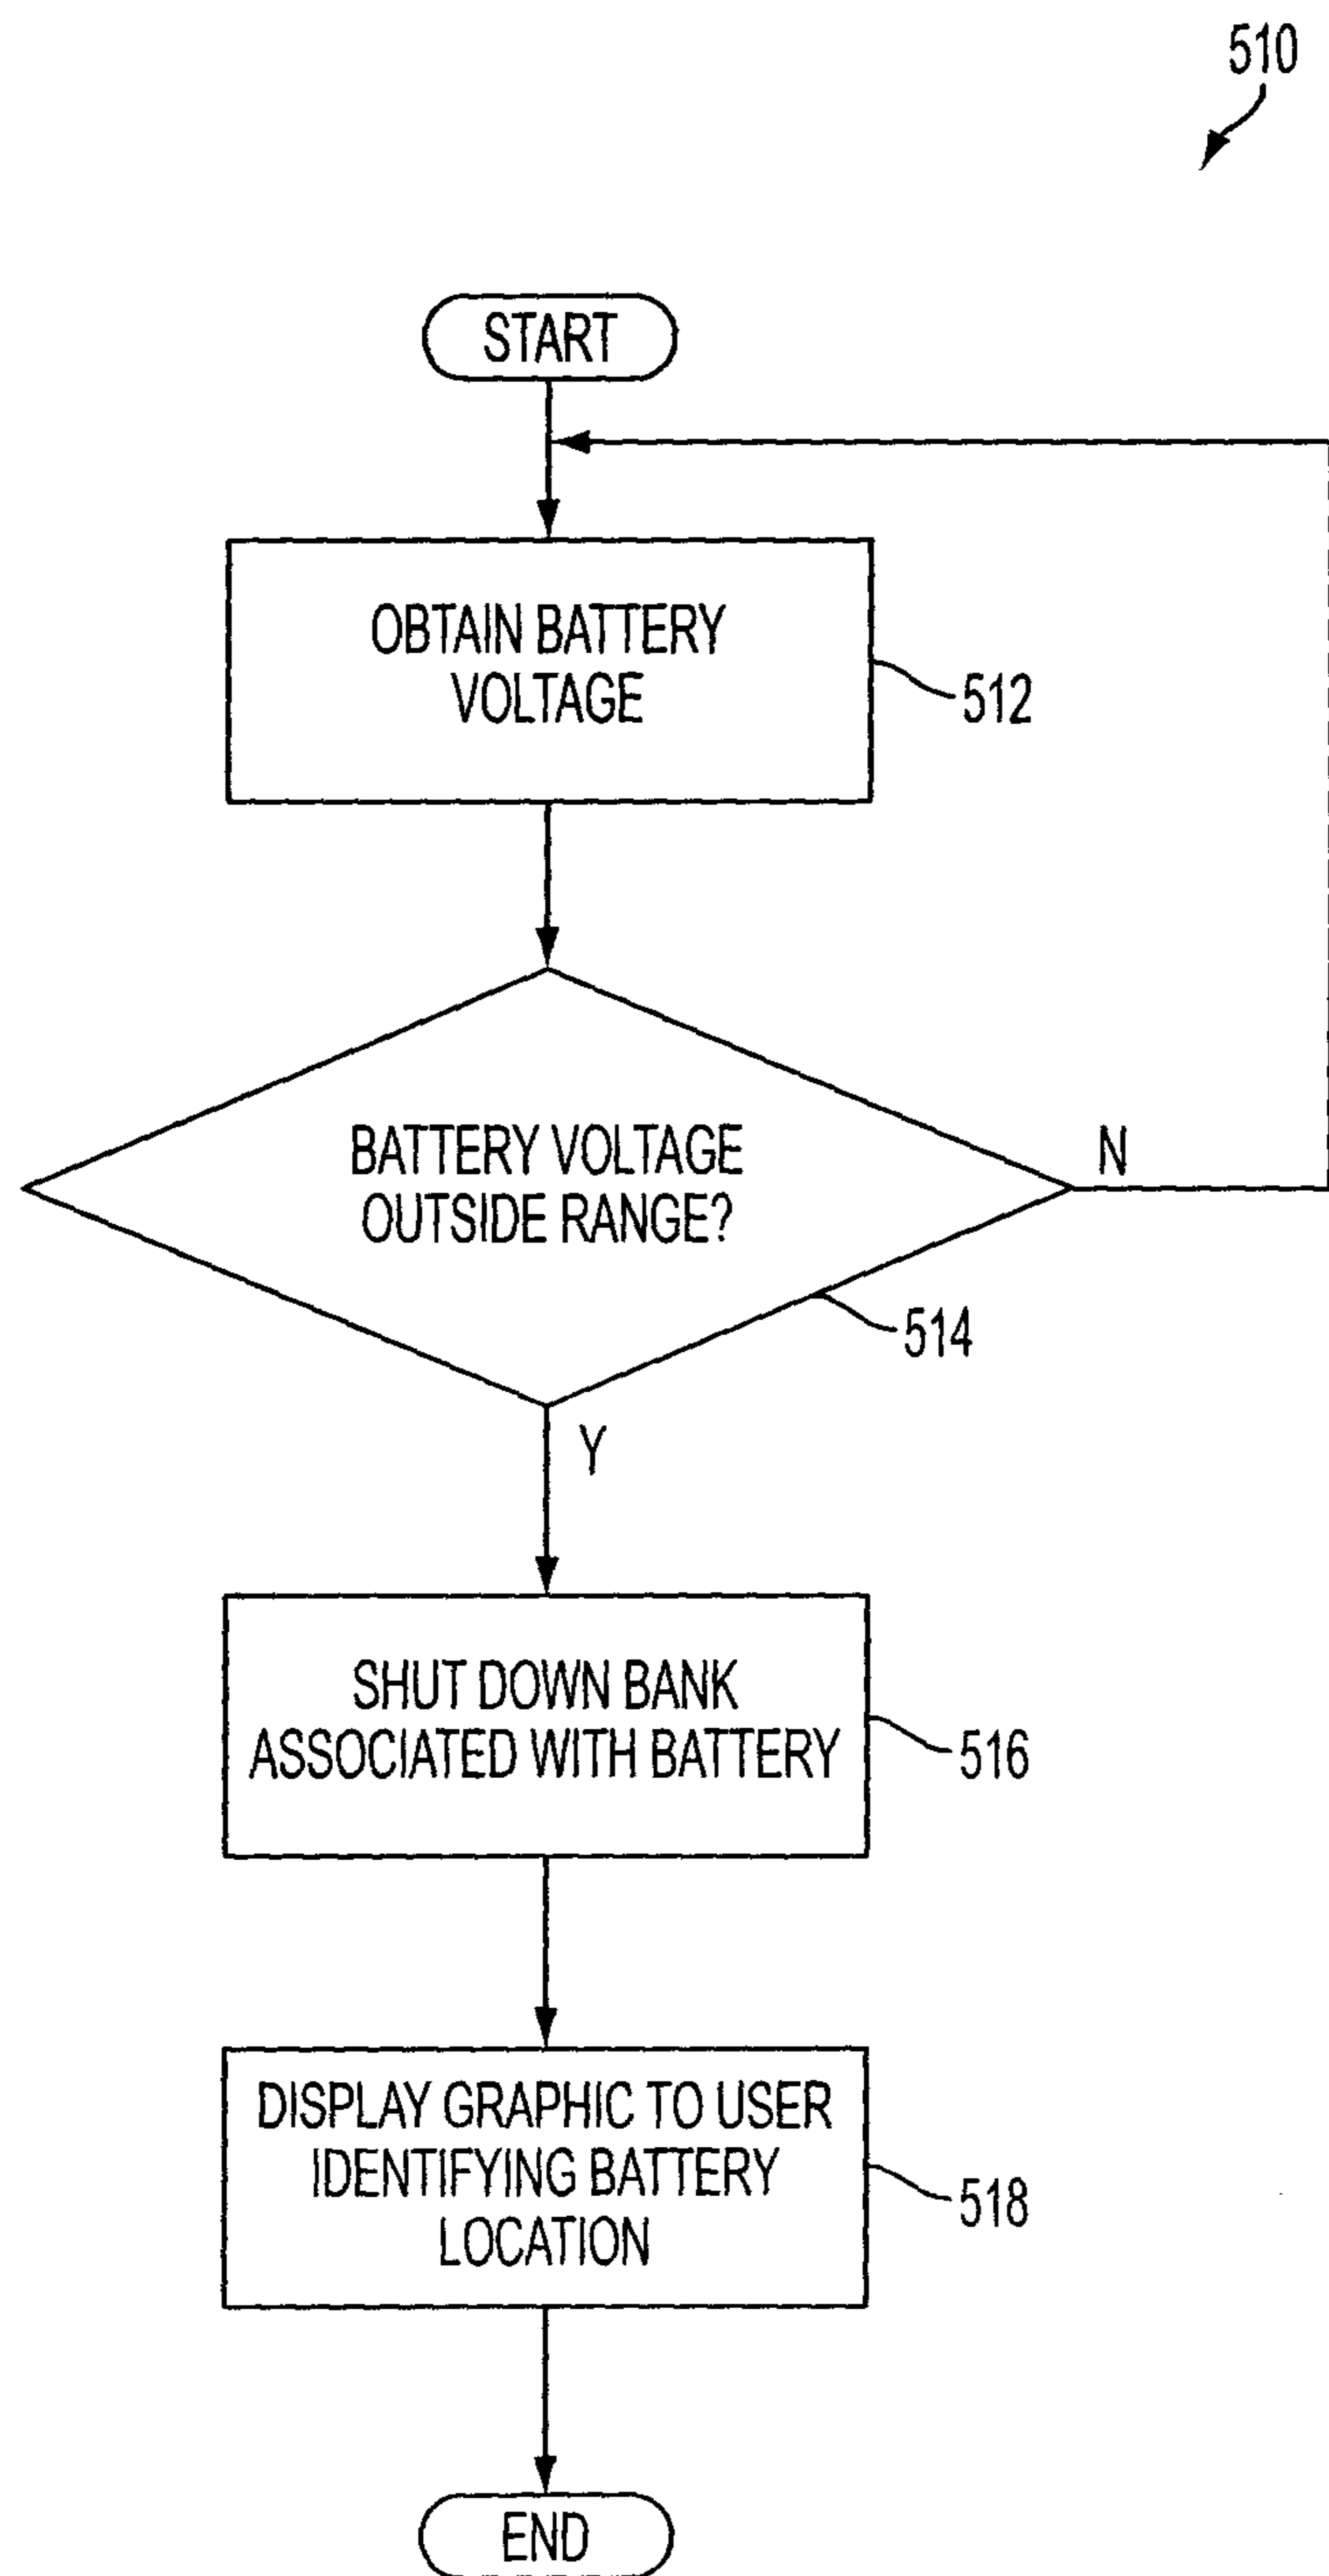 510
START
OBTAIN BATTERY
VOLTAGE
512
BATTERY VOLTAGE
OUTSIDE RANGE?
N
514
Y
SHUT DOWN BANK
ASSOCIATED WITH BATTERY
516
DISPLAY GRAPHIC TO USER
IDENTIFYING BATTERY
LOCATION
518
END